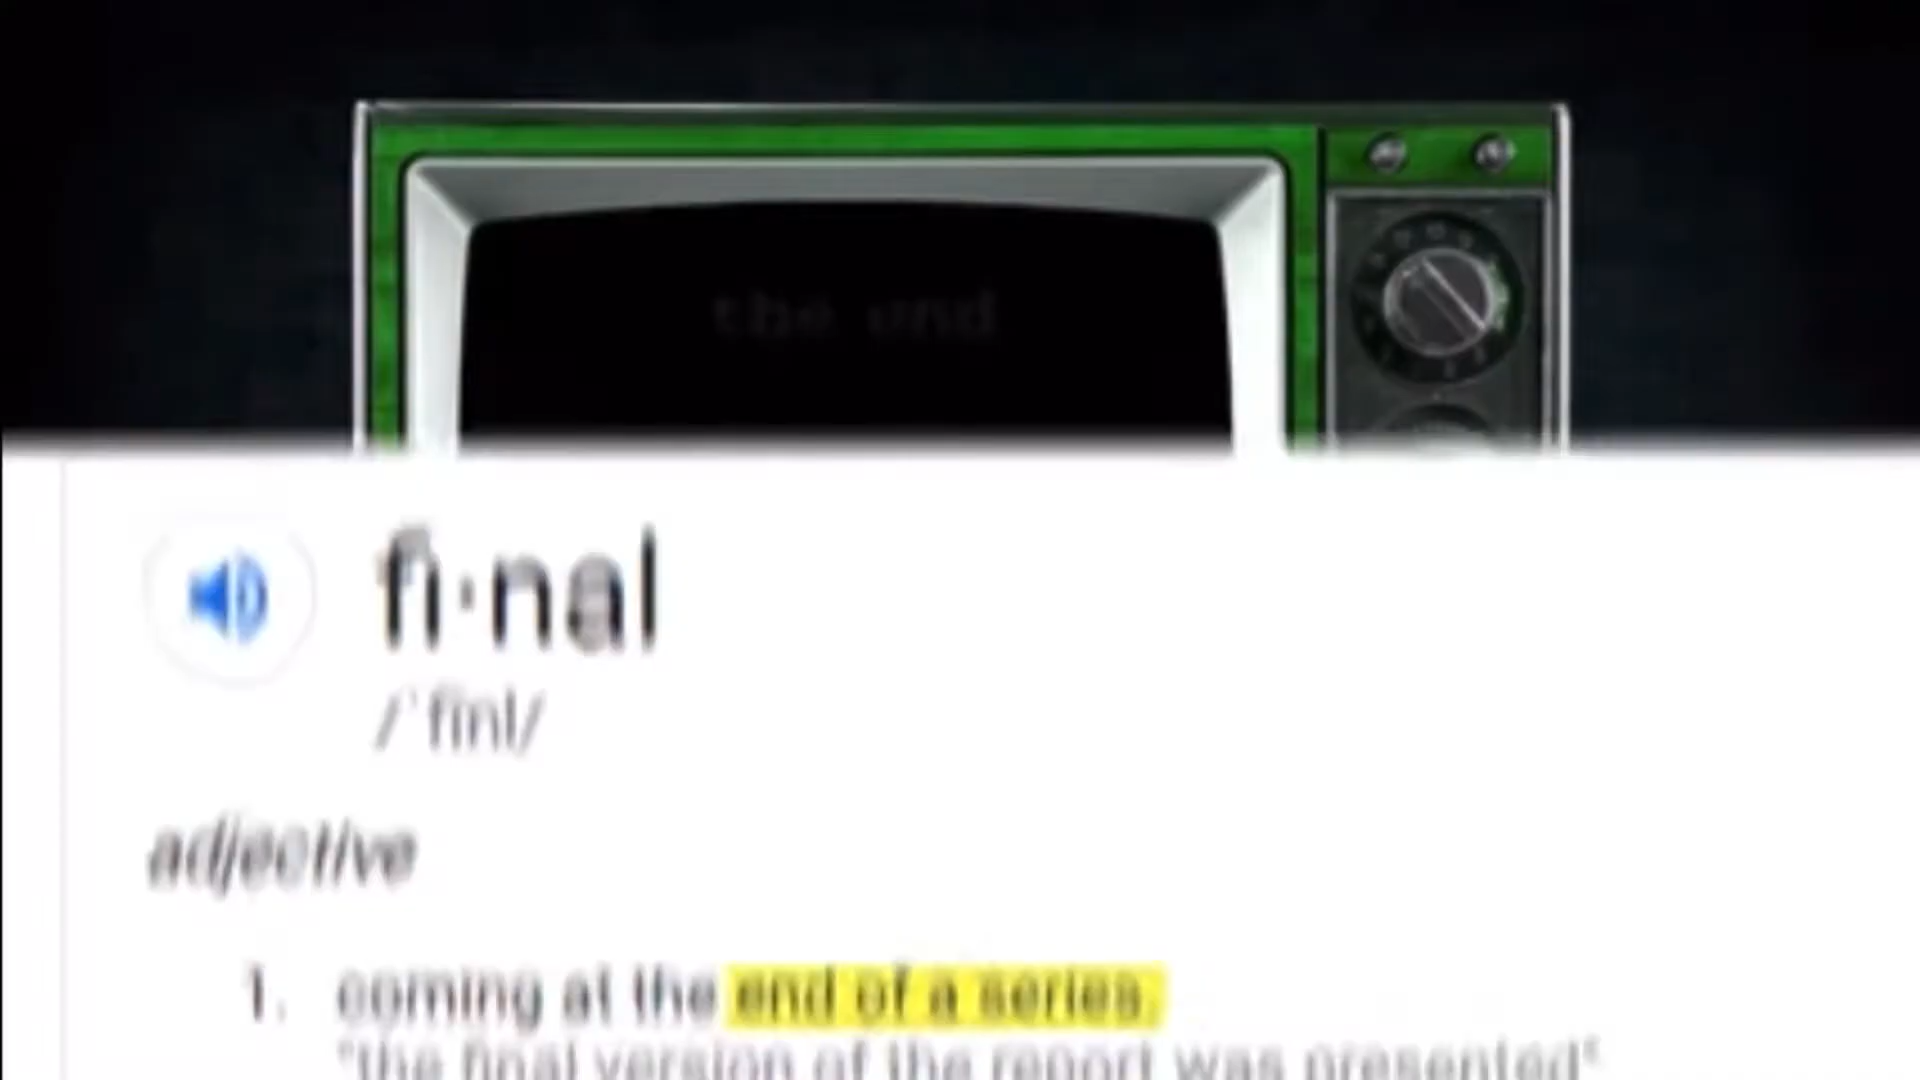 the end
fi·nal
/ˈfīnl/
adjective
1. coming at the end of a series.
"the final version of the report was presented"